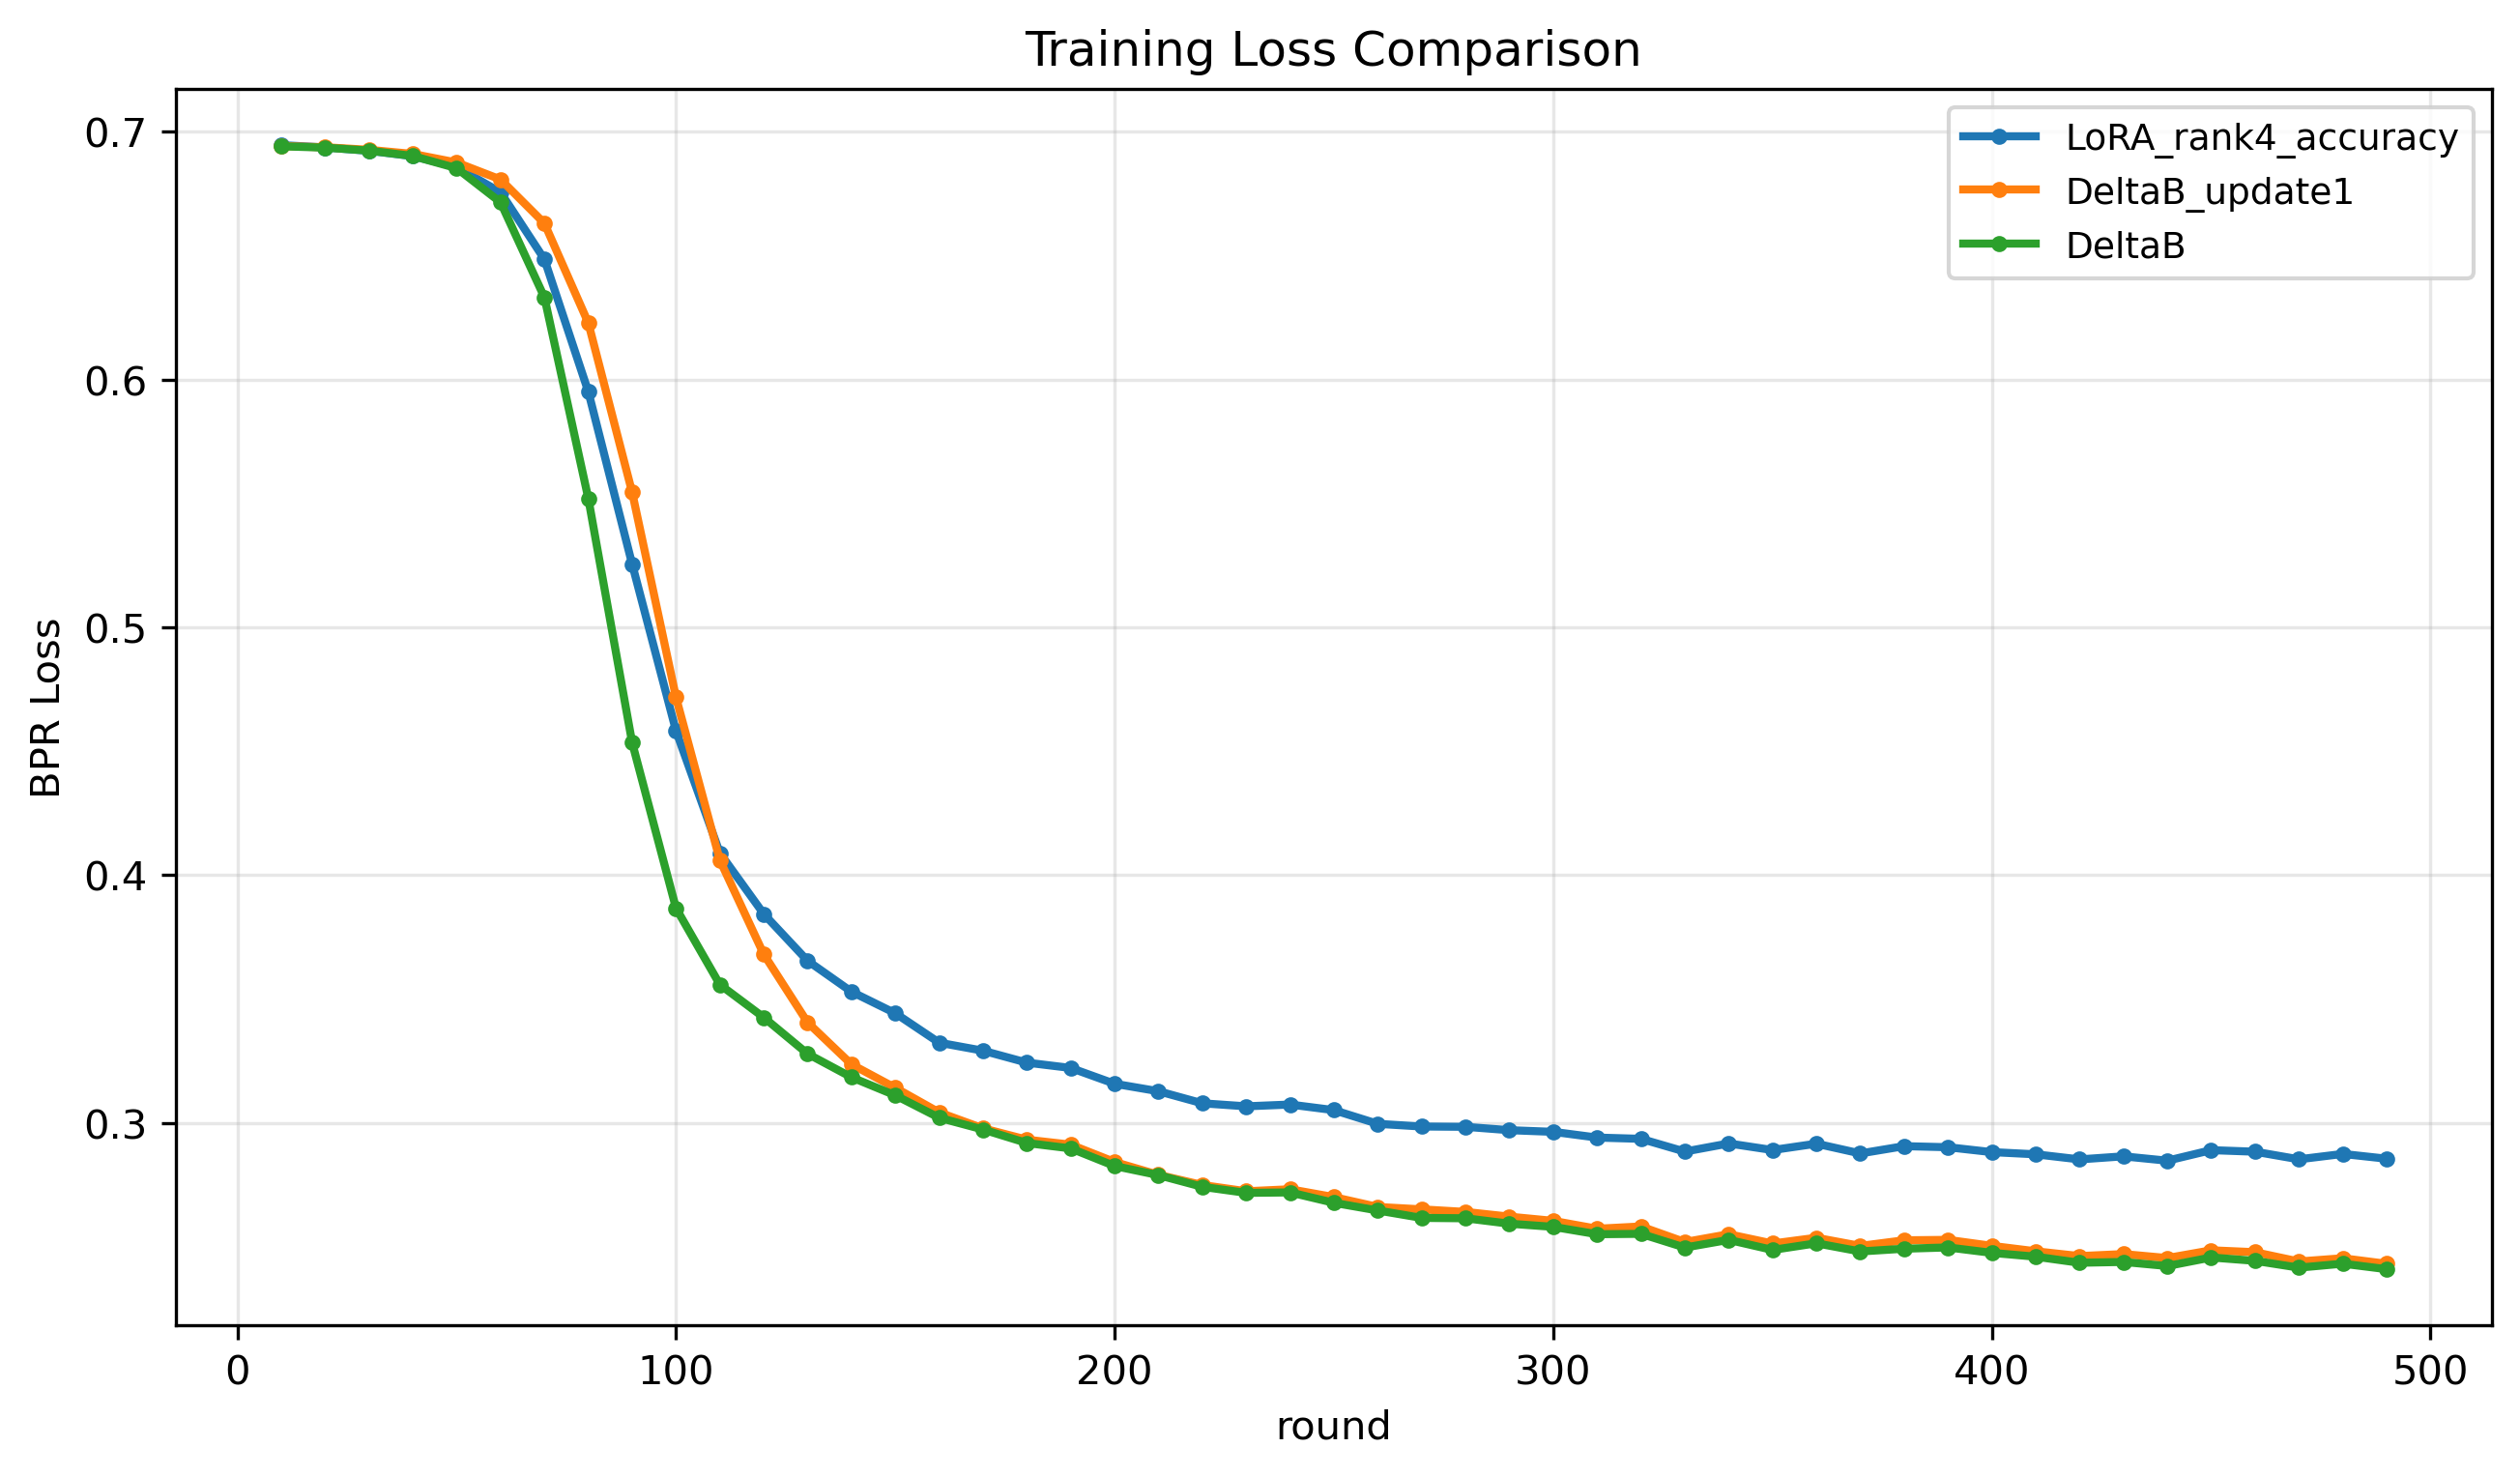 Training Loss Comparison
LoRA_rank4_accuracy
DeltaB_update1
DeltaB
BPR Loss
0.7
0.6
0.5
0.4
0.3
0
100
200
300
400
500
round